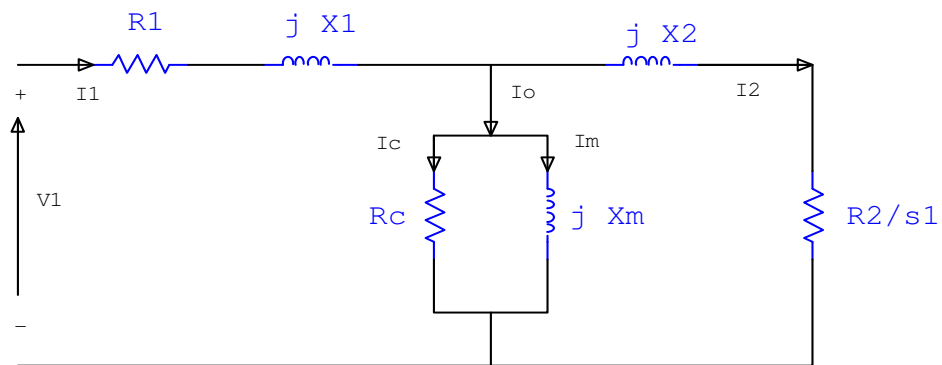 R1
j X1
j X2
+
I1
Io
I2
Ic
Im
V1
Rc
j Xm
R2/s1
–